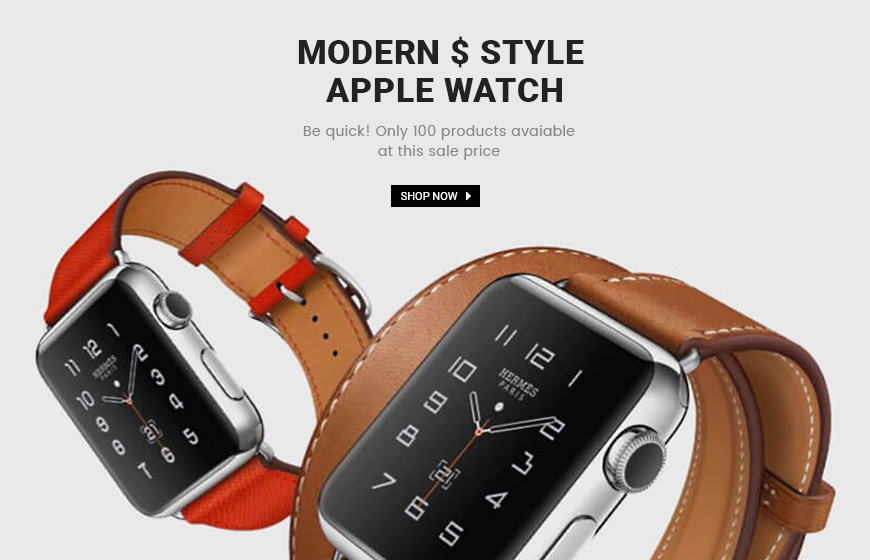 MODERN $ STYLE
APPLE WATCH
Be quick! Only 100 products avaiable
at this sale price
SHOP NOW
11 12 1
10 2
9 3
8 4
7 6 5
HERMÈS
PARIS
11 12 1
10 2
9 3
8 4
7 6 5
HERMÈS
PARIS